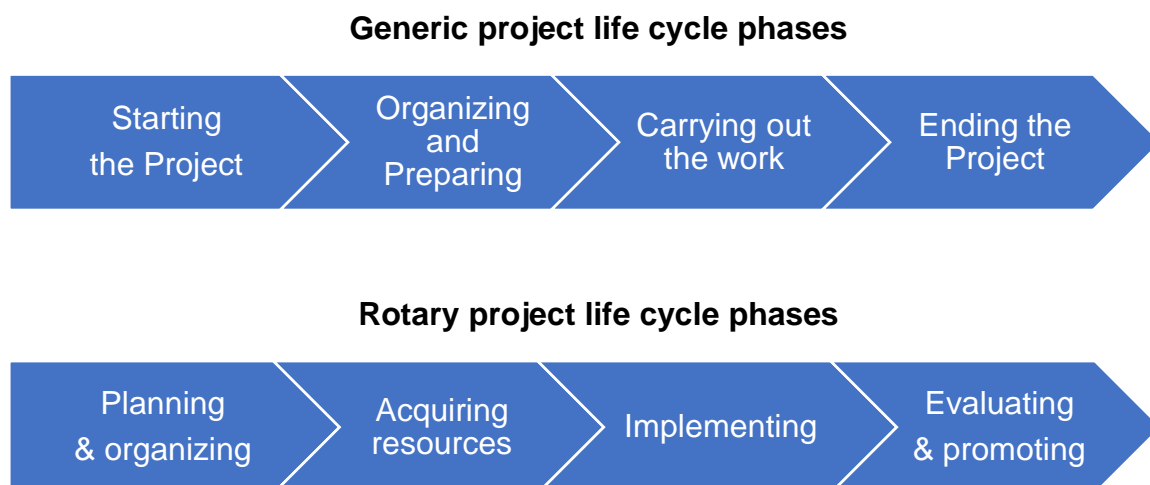 Generic project life cycle phases
Starting
the Project
Organizing
and
Preparing
Carrying out
the work
Ending the
Project
Rotary project life cycle phases
Planning
& organizing
Acquiring
resources
Implementing
Evaluating
& promoting